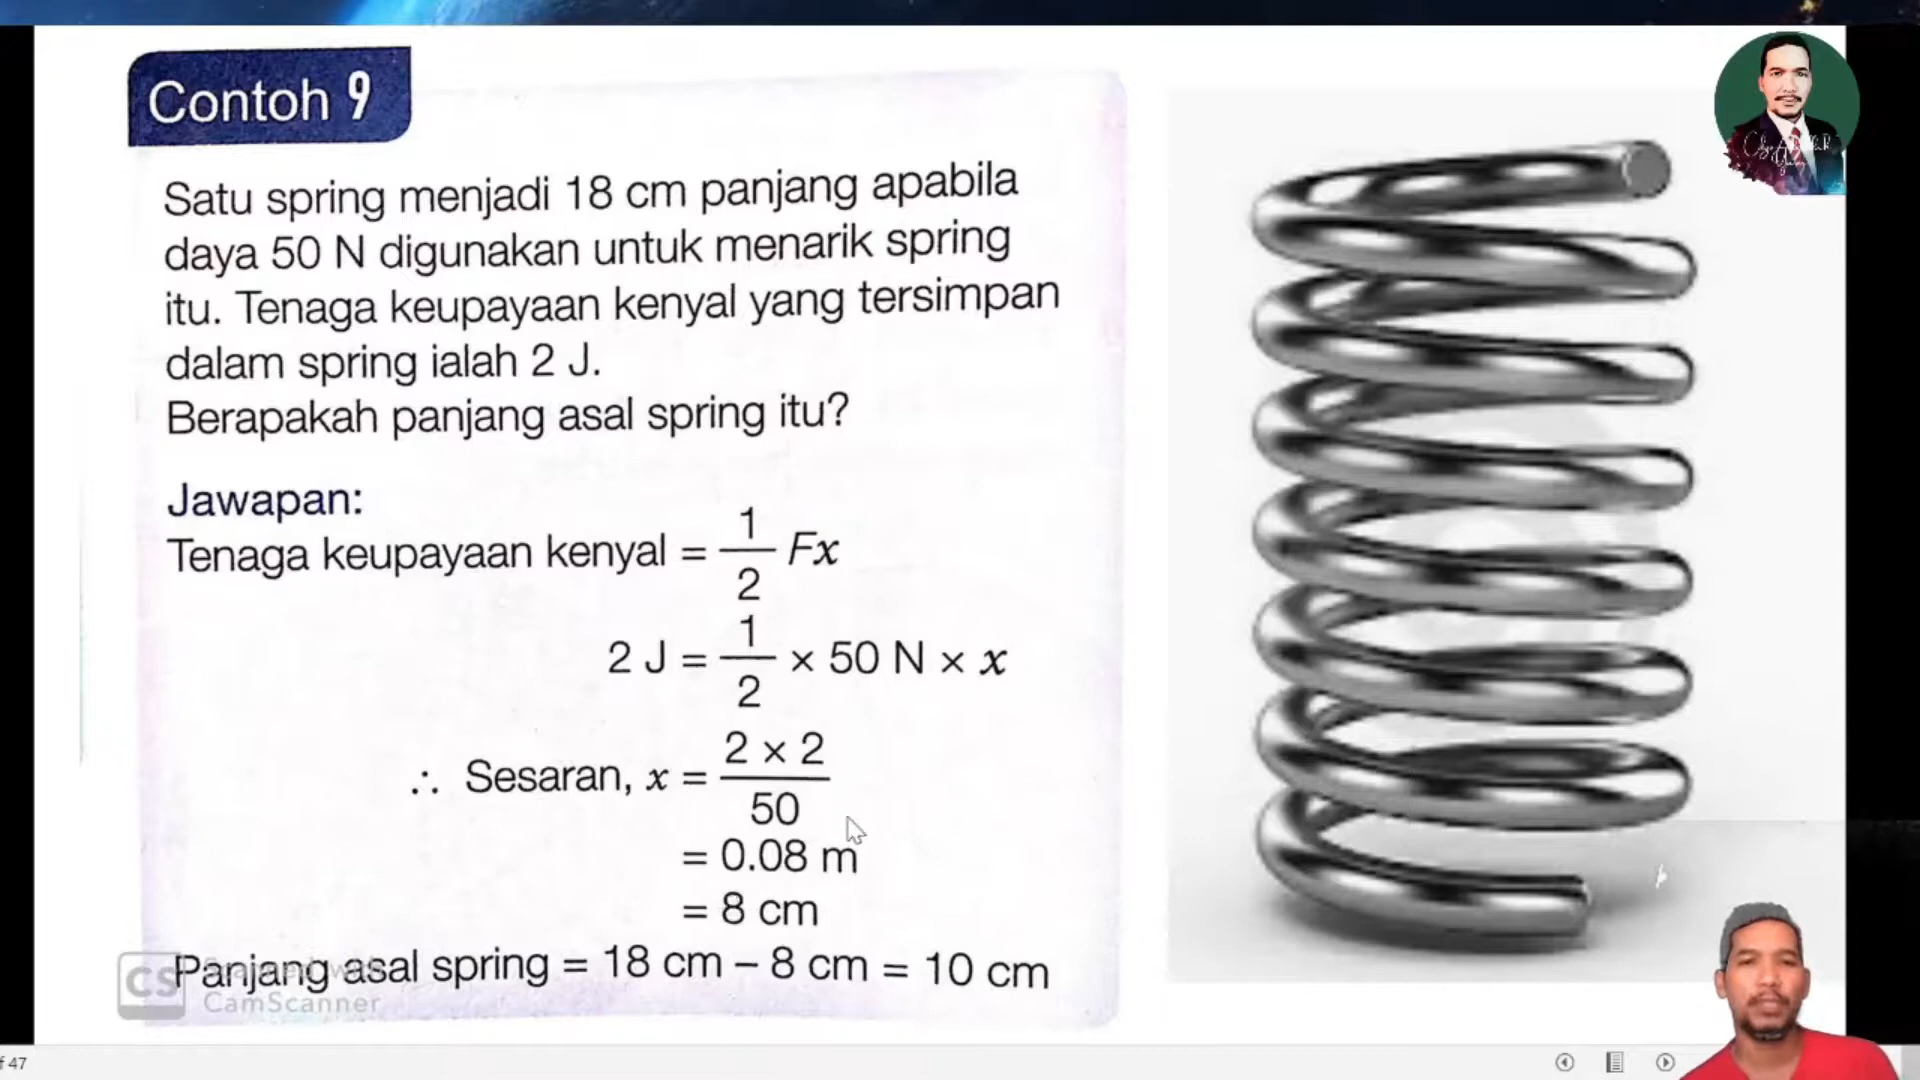 Contoh 9
Satu spring menjadi 18 cm panjang apabila
daya 50 N digunakan untuk menarik spring
itu. Tenaga keupayaan kenyal yang tersimpan
dalam spring ialah 2 J.
Berapakah panjang asal spring itu?
Jawapan:
Tenaga keupayaan kenyal = 1/2 Fx
2 J = 1/2 × 50 N × x
∴ Sesaran, x = 2 × 2 / 50
= 0.08 m
= 8 cm
Panjang asal spring = 18 cm – 8 cm = 10 cm
CS Scanned with
CamScanner
f 47